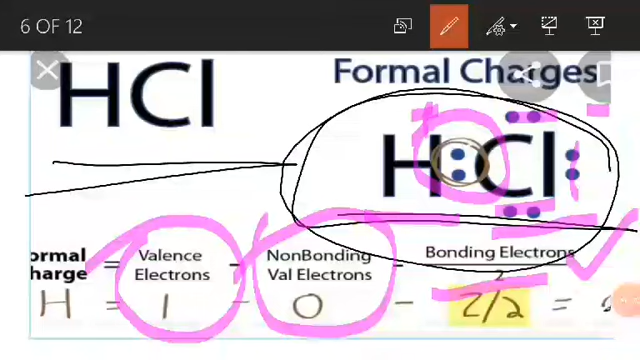 6 OF 12
HCl
Formal Charges
H Cl
ormal = Valence - NonBonding - Bonding Electrons
harge Electrons Val Electrons 2
H = 1 - 0 - 2/2 =